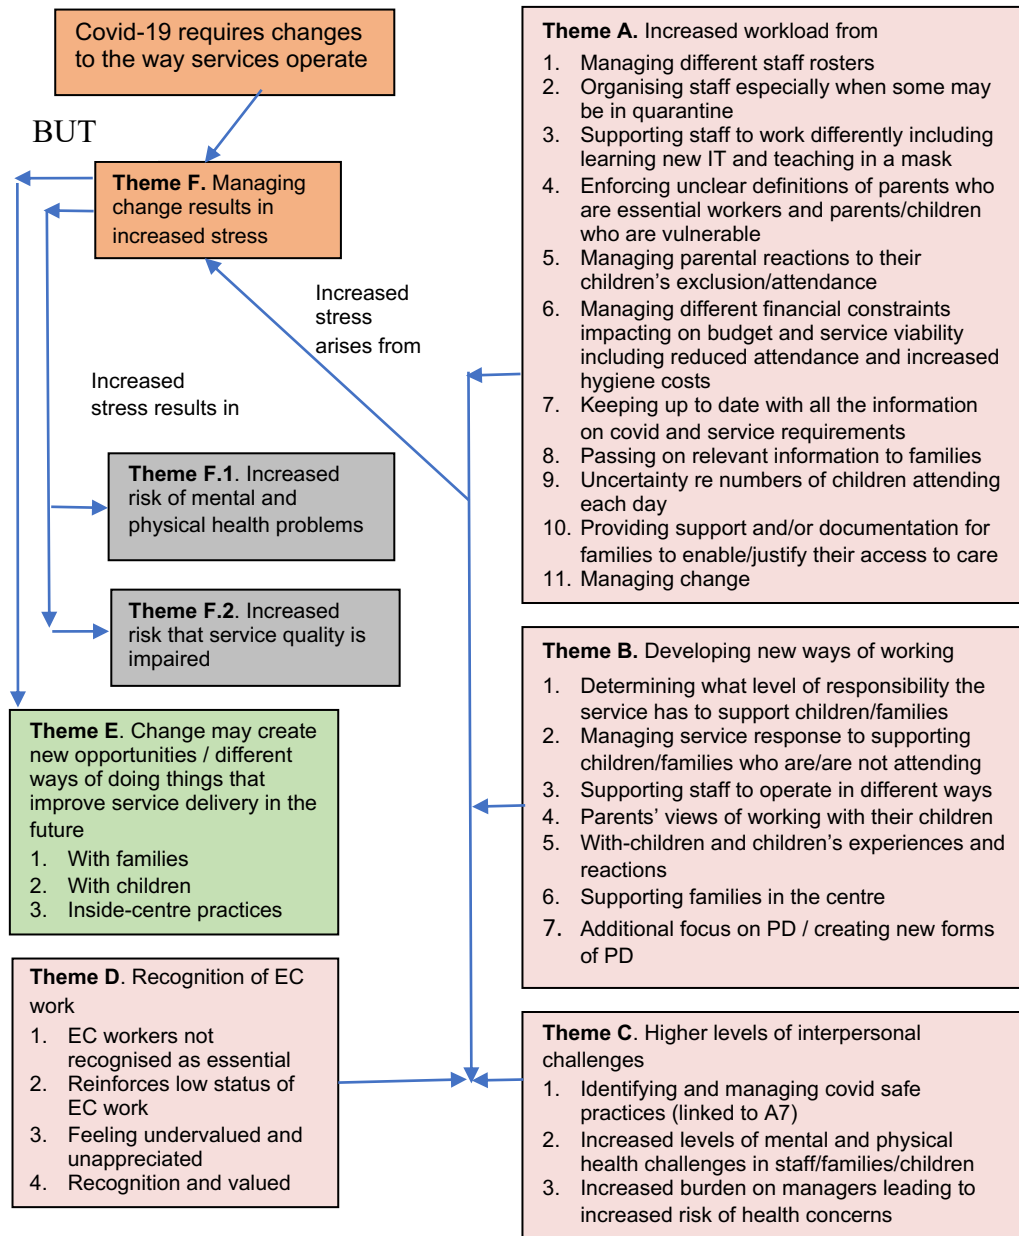 Covid-19 requires changes
to the way services operate
BUT
Theme F. Managing
change results in
increased stress
Increased
stress
arises from
Increased
stress results in
Theme F.1. Increased
risk of mental and
physical health problems
Theme F.2. Increased
risk that service quality is
impaired
Theme E. Change may create
new opportunities / different
ways of doing things that
improve service delivery in the
future
1. With families
2. With children
3. Inside-centre practices
Theme D. Recognition of EC
work
1. EC workers not
recognised as essential
2. Reinforces low status of
EC work
3. Feeling undervalued and
unappreciated
4. Recognition and valued
Theme A. Increased workload from
1. Managing different staff rosters
2. Organising staff especially when some may
be in quarantine
3. Supporting staff to work differently including
learning new IT and teaching in a mask
4. Enforcing unclear definitions of parents who
are essential workers and parents/children
who are vulnerable
5. Managing parental reactions to their
children's exclusion/attendance
6. Managing different financial constraints
impacting on budget and service viability
including reduced attendance and increased
hygiene costs
7. Keeping up to date with all the information
on covid and service requirements
8. Passing on relevant information to families
9. Uncertainty re numbers of children attending
each day
10. Providing support and/or documentation for
families to enable/justify their access to care
11. Managing change
Theme B. Developing new ways of working
1. Determining what level of responsibility the
service has to support children/families
2. Managing service response to supporting
children/families who are/are not attending
3. Supporting staff to operate in different ways
4. Parents' views of working with their children
5. With-children and children's experiences and
reactions
6. Supporting families in the centre
7. Additional focus on PD / creating new forms
of PD
Theme C. Higher levels of interpersonal
challenges
1. Identifying and managing covid safe
practices (linked to A7)
2. Increased levels of mental and physical
health challenges in staff/families/children
3. Increased burden on managers leading to
increased risk of health concerns